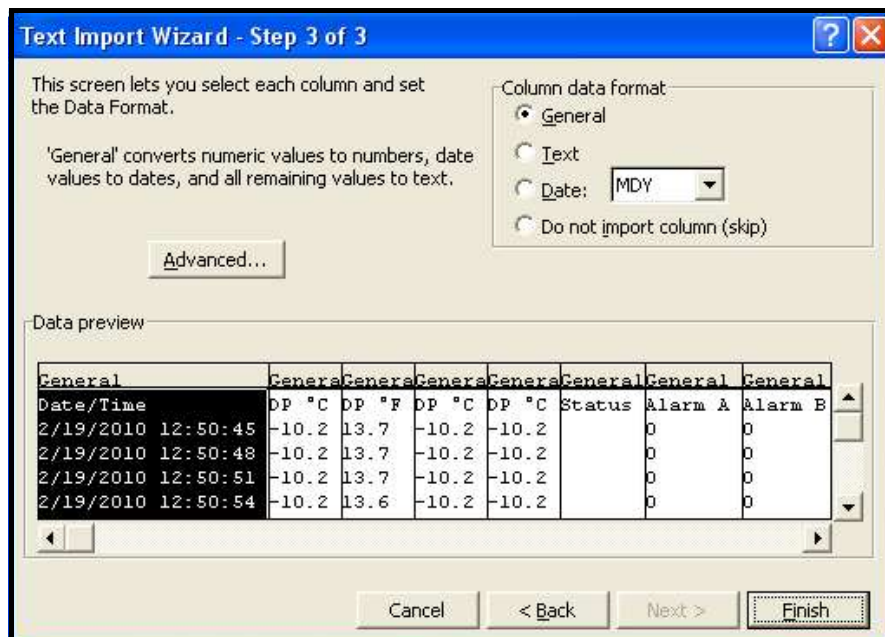 Text Import Wizard - Step 3 of 3
This screen lets you select each column and set
the Data Format.
'General' converts numeric values to numbers, date
values to dates, and all remaining values to text.
Advanced...
Column data format
General
Text
Date: MDY
Do not import column (skip)
Data preview
General Genera Genera Genera Genera General General General
Date/Time DP °C DP °F DP °C DP °C Status Alarm A Alarm B
2/19/2010 12:50:45 -10.2 13.7 -10.2 -10.2 0 0
2/19/2010 12:50:48 -10.2 13.7 -10.2 -10.2 0 0
2/19/2010 12:50:51 -10.2 13.7 -10.2 -10.2 0 0
2/19/2010 12:50:54 -10.2 13.6 -10.2 -10.2 0 0
Cancel < Back Next > Finish